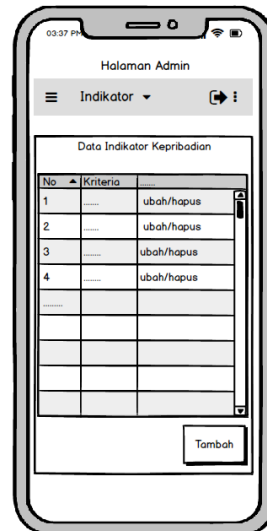 03:37 PM
Halaman Admin
Indikator
Data Indikator Kepribadian
No Kriteria ......
1 ....... ubah/hapus
2 ....... ubah/hapus
3 ........ ubah/hapus
4 ........ ubah/hapus
.........
Tambah